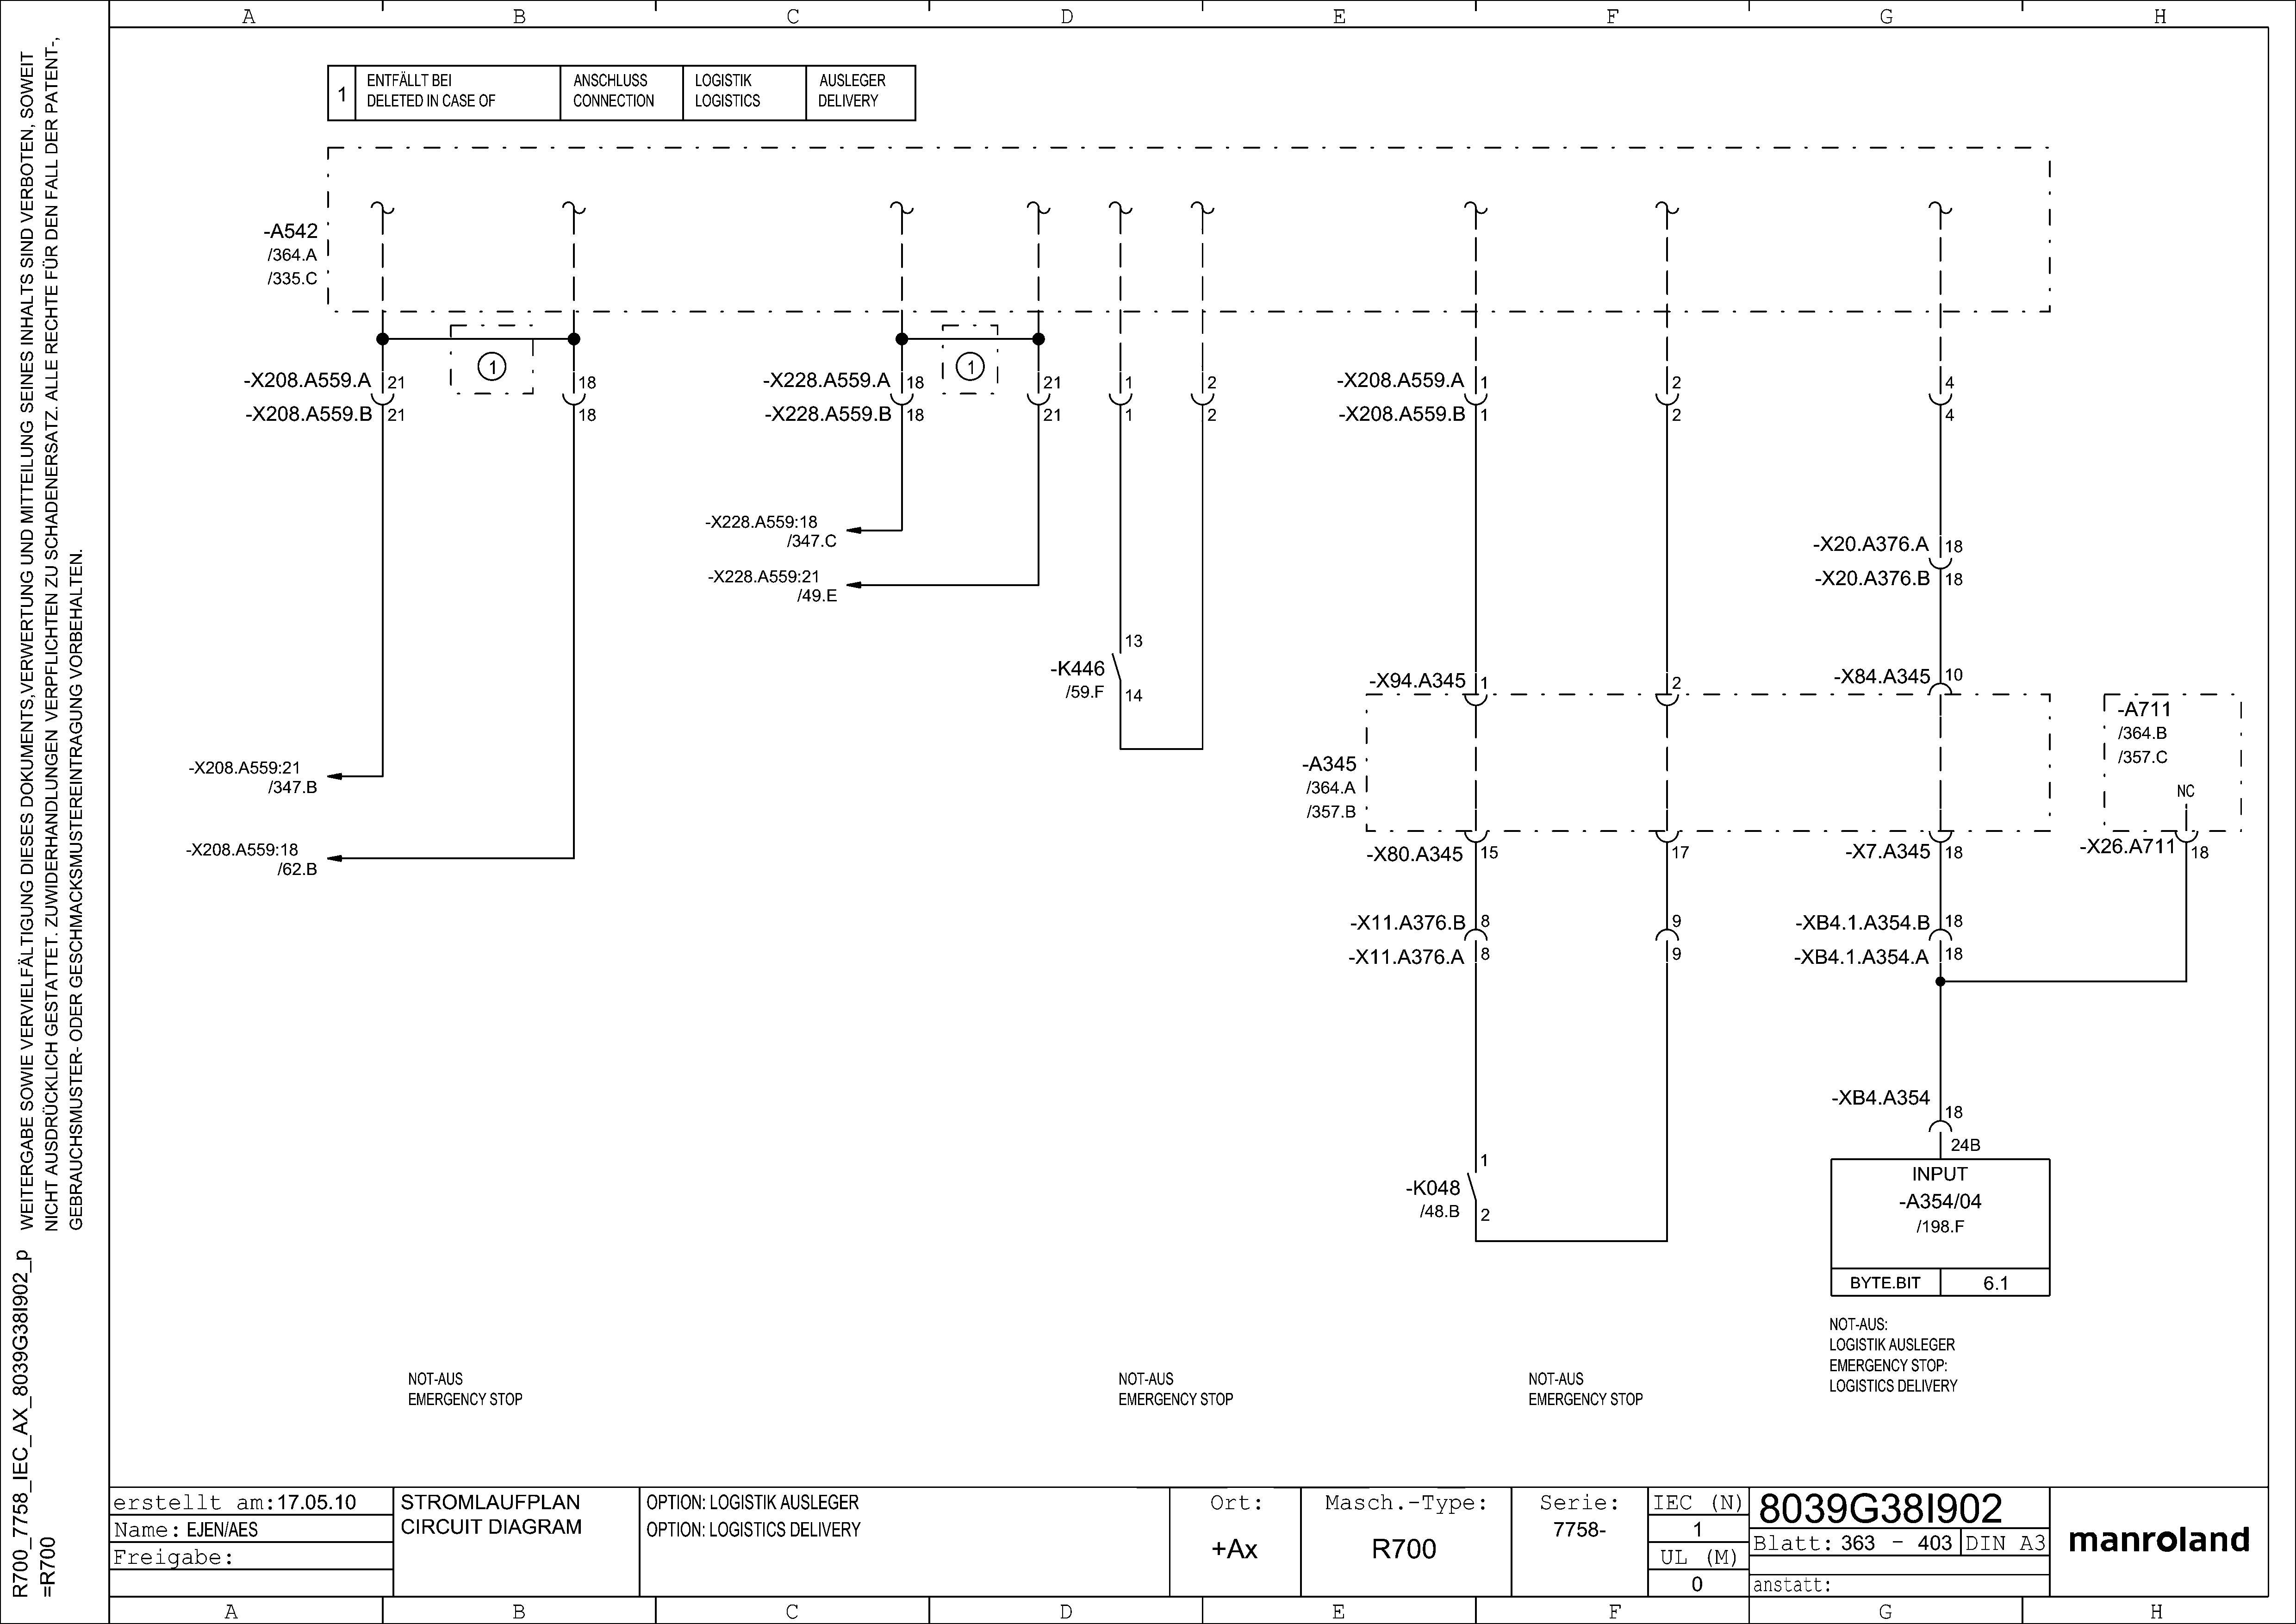 A B C D E F G H
1 ENTFÄLLT BEI ANSCHLUSS LOGISTIK AUSLEGER
DELETED IN CASE OF CONNECTION LOGISTICS DELIVERY
-A542
/364.A
/335.C
1 1
-X208.A559.A 21 18 -X228.A559.A 18 21 1 2 -X208.A559.A 1 2 4
-X208.A559.B 21 18 -X228.A559.B 18 21 1 2 -X208.A559.B 1 2 4
-X228.A559:18
/347.C
-X228.A559:21
/49.E
-X20.A376.A 18
-X20.A376.B 18
13
-K446
/59.F 14
-X94.A345 1 2 -X84.A345 10
-A711
/364.B
/357.C
NC
-A345
/364.A
/357.B
-X208.A559:21
/347.B
-X208.A559:18
/62.B
-X80.A345 15 17 -X7.A345 18 -X26.A711 18
-X11.A376.B 8 9 -XB4.1.A354.B 18
-X11.A376.A 8 9 -XB4.1.A354.A 18
-XB4.A354 18
24B
1
-K048
/48.B 2
INPUT
-A354/04
/198.F
BYTE.BIT 6.1
NOT-AUS:
LOGISTIK AUSLEGER
EMERGENCY STOP:
LOGISTICS DELIVERY
NOT-AUS
EMERGENCY STOP
NOT-AUS
EMERGENCY STOP
NOT-AUS
EMERGENCY STOP
erstellt am:17.05.10
Name: EJEN/AES
Freigabe:
STROMLAUFPLAN
CIRCUIT DIAGRAM
OPTION: LOGISTIK AUSLEGER
OPTION: LOGISTICS DELIVERY
Ort:
+Ax
Masch.-Type:
R700
Serie:
7758-
IEC (N)
1
UL (M)
0
8039G38I902
Blatt: 363 - 403 DIN A3
anstatt:
manroland
A B C D E F G H
WEITERGABE SOWIE VERVIELFÄLTIGUNG DIESES DOKUMENTS,VERWERTUNG UND MITTEILUNG SEINES INHALTS SIND VERBOTEN, SOWEIT
NICHT AUSDRÜCKLICH GESTATTET. ZUWIDERHANDLUNGEN VERPFLICHTEN ZU SCHADENERSATZ. ALLE RECHTE FÜR DEN FALL DER PATENT-,
GEBRAUCHSMUSTER- ODER GESCHMACKSMUSTEREINTRAGUNG VORBEHALTEN.
R700_7758_IEC_AX_8039G38I902_p
=R700